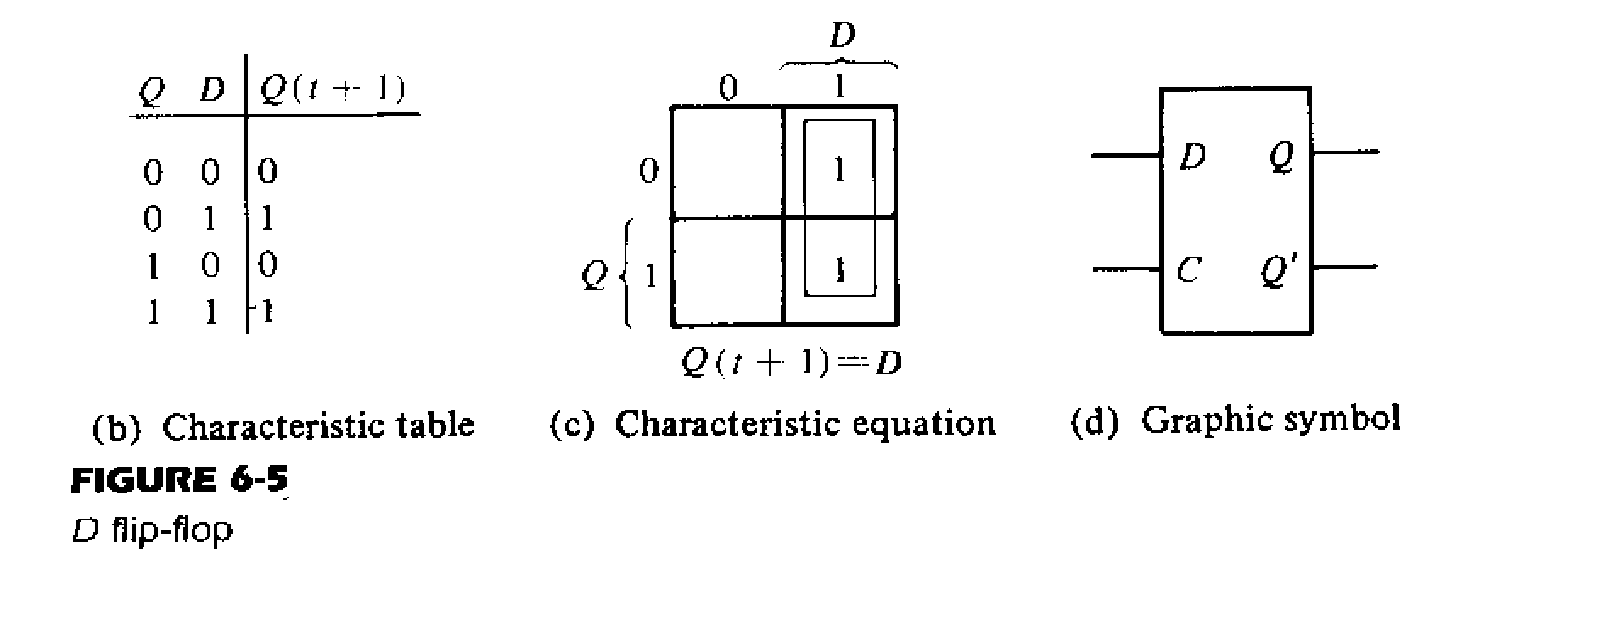 Q D Q(t + 1)
0 0 0
0 1 1
1 0 0
1 1 1
D
0 1
0 1
Q 1 1
Q(t + 1) = D
D Q
C Q'
(b) Characteristic table
(c) Characteristic equation
(d) Graphic symbol
FIGURE 6-5
D flip-flop